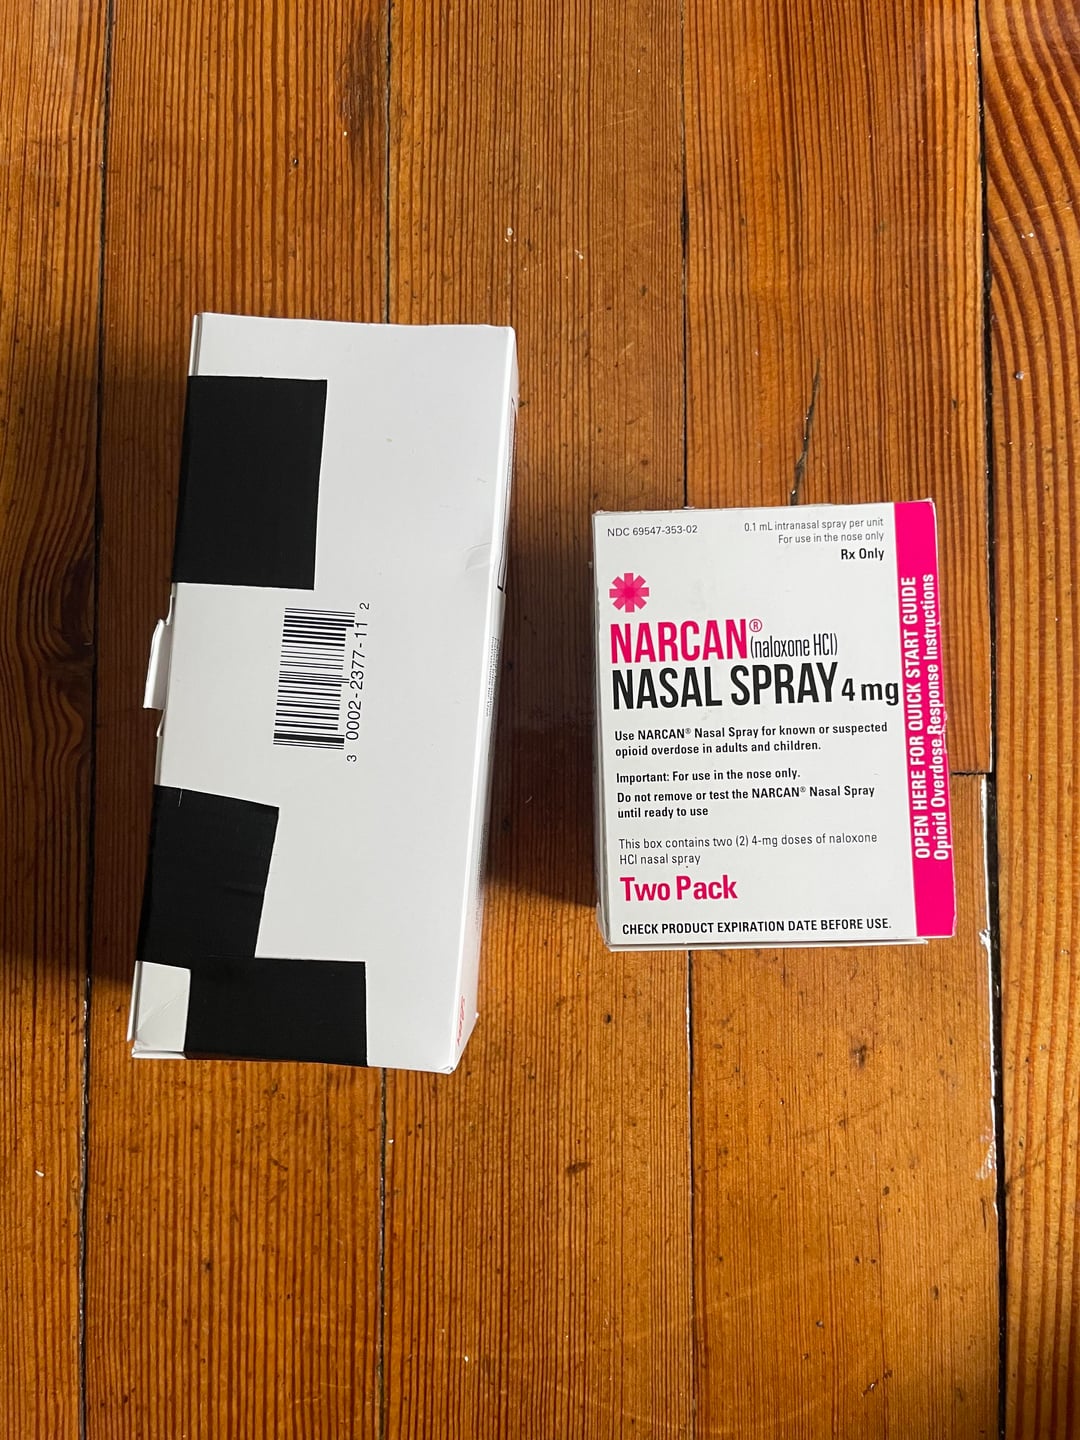 3 0002-2377-11 2
NDC 69547-353-02
0.1 mL intranasal spray per unit
For use in the nose only
Rx Only
NARCAN® (naloxone HCl)
NASAL SPRAY 4 mg
Use NARCAN® Nasal Spray for known or suspected
opioid overdose in adults and children.
Important: For use in the nose only.
Do not remove or test the NARCAN® Nasal Spray
until ready to use
This box contains two (2) 4-mg doses of naloxone
HCl nasal spray
Two Pack
CHECK PRODUCT EXPIRATION DATE BEFORE USE.
OPEN HERE FOR QUICK START GUIDE
Opioid Overdose Response Instructions